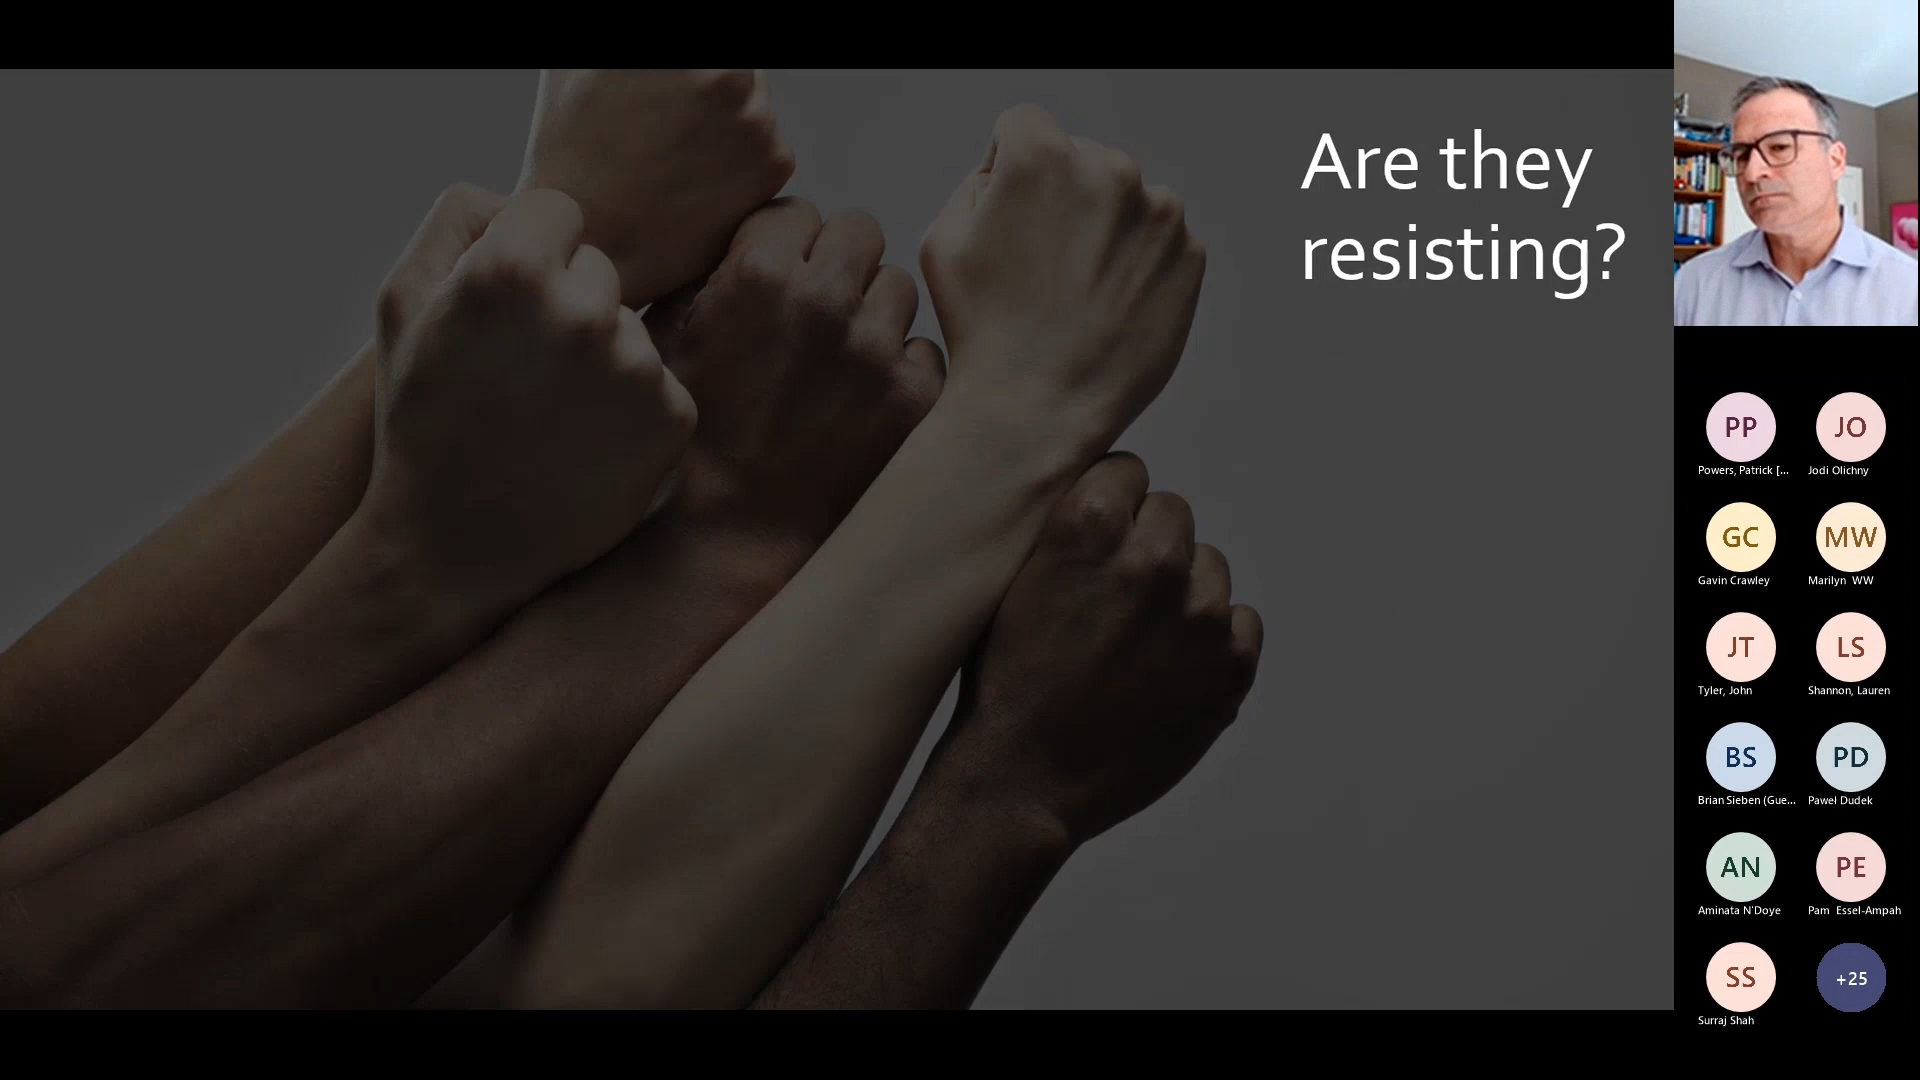 Are they
resisting?
PP
JO
Powers, Patrick [...
Jodi Olichny
GC
MW
Gavin Crawley
Marilyn WW
JT
LS
Tyler, John
Shannon, Lauren
BS
PD
Brian Sieben (Gue...
Paweł Dudek
AN
PE
Aminata N'Doye
Pam Essel-Ampah
SS
+25
Surraj Shah